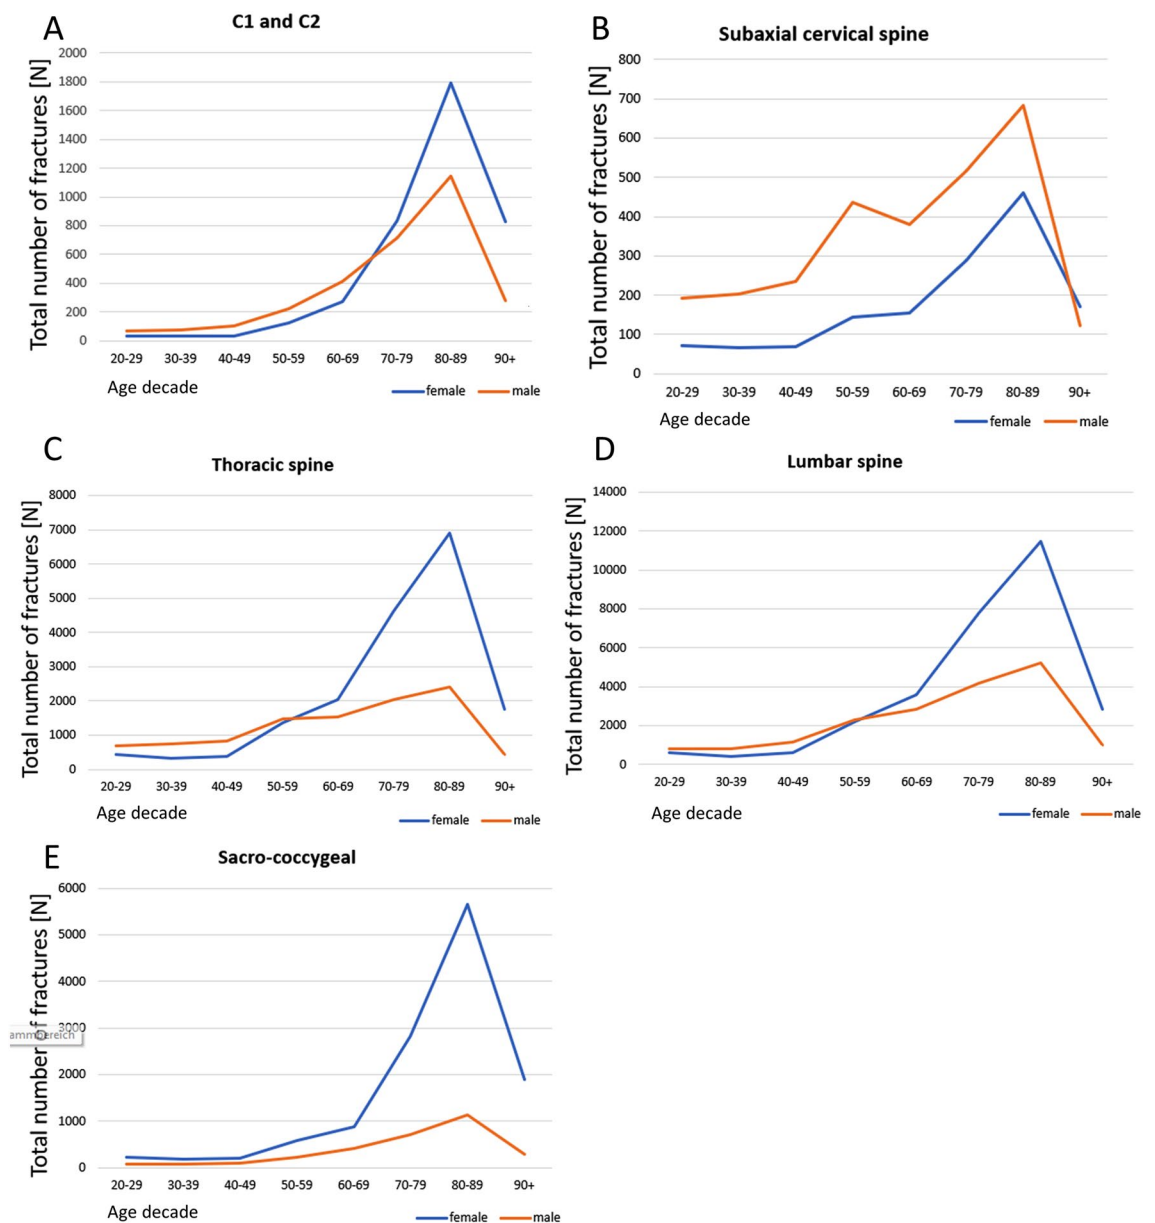 A
C1 and C2
Total number of fractures [N]
2000
1800
1600
1400
1200
1000
800
600
400
200
0
20-29 30-39 40-49 50-59 60-69 70-79 80-89 90+
Age decade
female male
B
Subaxial cervical spine
Total number of fractures [N]
800
700
600
500
400
300
200
100
0
20-29 30-39 40-49 50-59 60-69 70-79 80-89 90+
Age decade
female male
C
Thoracic spine
Total number of fractures [N]
8000
7000
6000
5000
4000
3000
2000
1000
0
20-29 30-39 40-49 50-59 60-69 70-79 80-89 90+
Age decade
female male
D
Lumbar spine
Total number of fractures [N]
14000
12000
10000
8000
6000
4000
2000
0
20-29 30-39 40-49 50-59 60-69 70-79 80-89 90+
Age decade
female male
E
Sacro-coccygeal
Total number of fractures [N]
6000
5000
4000
3000
2000
1000
0
20-29 30-39 40-49 50-59 60-69 70-79 80-89 90+
Age decade
female male